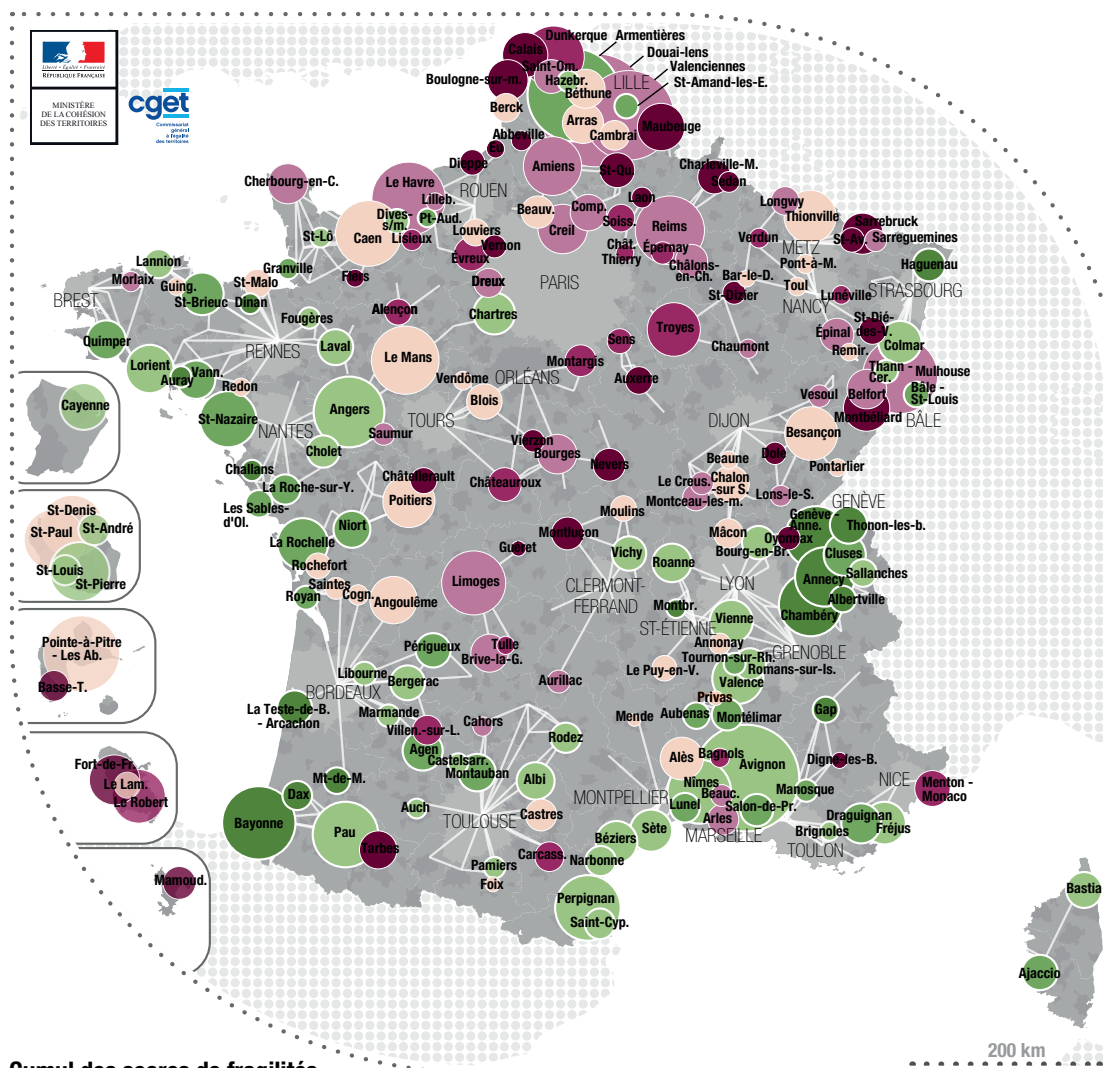 Liberté • Égalité • Fraternité
RÉPUBLIQUE FRANÇAISE
MINISTÈRE
DE LA COHÉSION
DES TERRITOIRES
cget
Commissariat
général
à l'égalité
des territoires
Dunkerque
Armentières
Calais
Douai-lens
Saint-Om.
Valenciennes
Boulogne-sur-m.
Hazebr.
LILLE
St-Amand-les-E.
Béthune
Berck
Arras
Cambrai
Maubeuge
Abbeville
Eu
Dieppe
Amiens
St-Qu.
Charleville-M.
Sedan
Cherbourg-en-C.
Le Havre
ROUEN
Lilleb.
Laon
Longwy
Beauv.
Comp.
Soiss.
Reims
Thionville
Dives-
s/m.
Pt-Aud.
Louviers
Creil
Sarrebruck
St-Lô
Caen
Lisieux
Vernon
Chât.
Thierry
Épernay
Verdun
METZ
St-Av.
Sarreguemines
Évreux
Châlons-
en-Ch.
Pont-à-M.
Haguenau
Lannion
Granville
Flers
Dreux
PARIS
Bar-le-D.
Toul
Morlaix
Guing.
St-Malo
St-Dizier
NANCY
Lunéville
STRASBOURG
BREST
St-Brieuc
Dinan
Alençon
Chartres
Fougères
Troyes
Épinal
St-Dié-
des-V.
Quimper
RENNES
Laval
Le Mans
Sens
Chaumont
Remir.
Colmar
Lorient
Montargis
Thann -
Cer.
Mulhouse
Auray
Vann.
Redon
Vendôme
ORLÉANS
Auxerre
Vesoul
Belfort
Bâle -
St-Louis
Cayenne
Blois
St-Nazaire
Angers
TOURS
DIJON
Montbéliard
BÂLE
NANTES
Saumur
Besançon
Cholet
Vierzon
Bourges
Nevers
Beaune
Dole
Challans
Châtellerault
Châteauroux
Le Creus.
Chalon
-sur S.
Pontarlier
La Roche-sur-Y.
Poitiers
Montceau-les-m.
Lons-le-S.
GENÈVE
St-Denis
Les Sables-
d'Ol.
Moulins
Genève -
Anne.
St-Paul
St-André
Niort
Montluçon
Mâcon
Oyonnax
Thonon-les-b.
La Rochelle
Guéret
Vichy
Bourg-en-Br.
Cluses
St-Louis
Rochefort
Roanne
St-Pierre
Saintes
Limoges
CLERMONT-
FERRAND
LYON
Annecy
Sallanches
Royan
Cogn.
Angoulême
Montbr.
Vienne
Chambéry
Albertville
ST-ÉTIENNE
Pointe-à-Pitre
- Les Ab.
Périgueux
Tulle
Annonay
GRENOBLE
Brive-la-G.
Le Puy-en-V.
Tournon-sur-Rh.
Romans-sur-Is.
Basse-T.
Libourne
Bergerac
Aurillac
Valence
BORDEAUX
Privas
La Teste-de-B.
- Arcachon
Marmande
Mende
Aubenas
Montélimar
Gap
Villen.-sur-L.
Cahors
Fort-de-Fr.
Agen
Rodez
Alès
Bagnols
Digne-les-B.
Castelsarr.
Avignon
Le Lam.
Mt-de-M.
Montauban
Albi
Nîmes
NICE
Menton -
Monaco
Le Robert
Dax
MONTPELLIER
Beauc.
Manosque
Auch
Lunel
Salon-de-Pr.
Bayonne
Pau
TOULOUSE
Castres
Arles
Draguignan
Sète
MARSEILLE
Brignoles
Fréjus
Tarbes
Béziers
TOULON
Carcass.
Narbonne
Mamoud.
Pamiers
Foix
Perpignan
Bastia
Saint-Cyp.
Ajaccio
200 km
Cumul des scores de fragilités